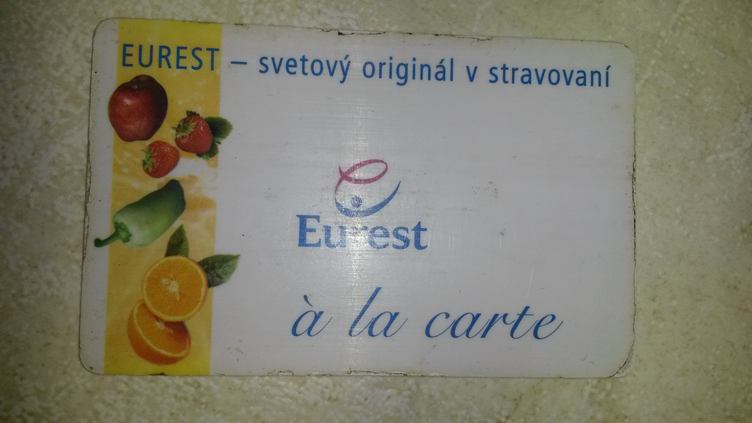 EUREST – svetový originál v stravovaní
Eurest
à la carte